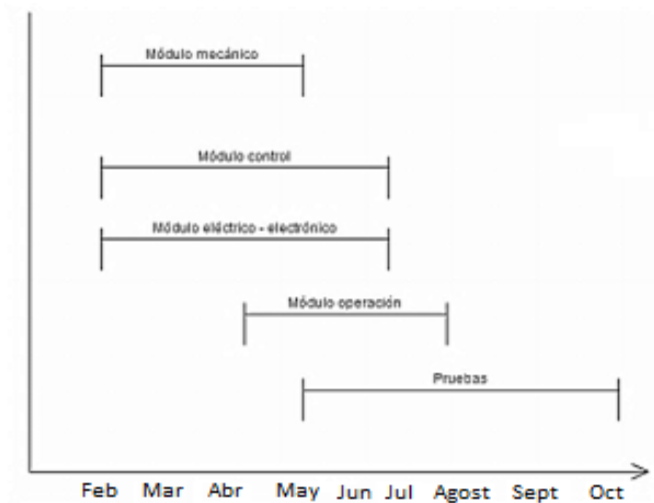 Módulo mecánico
Módulo control
Módulo eléctrico - electrónico
Módulo operación
Pruebas
Feb Mar Abr May Jun Jul Agost Sept Oct